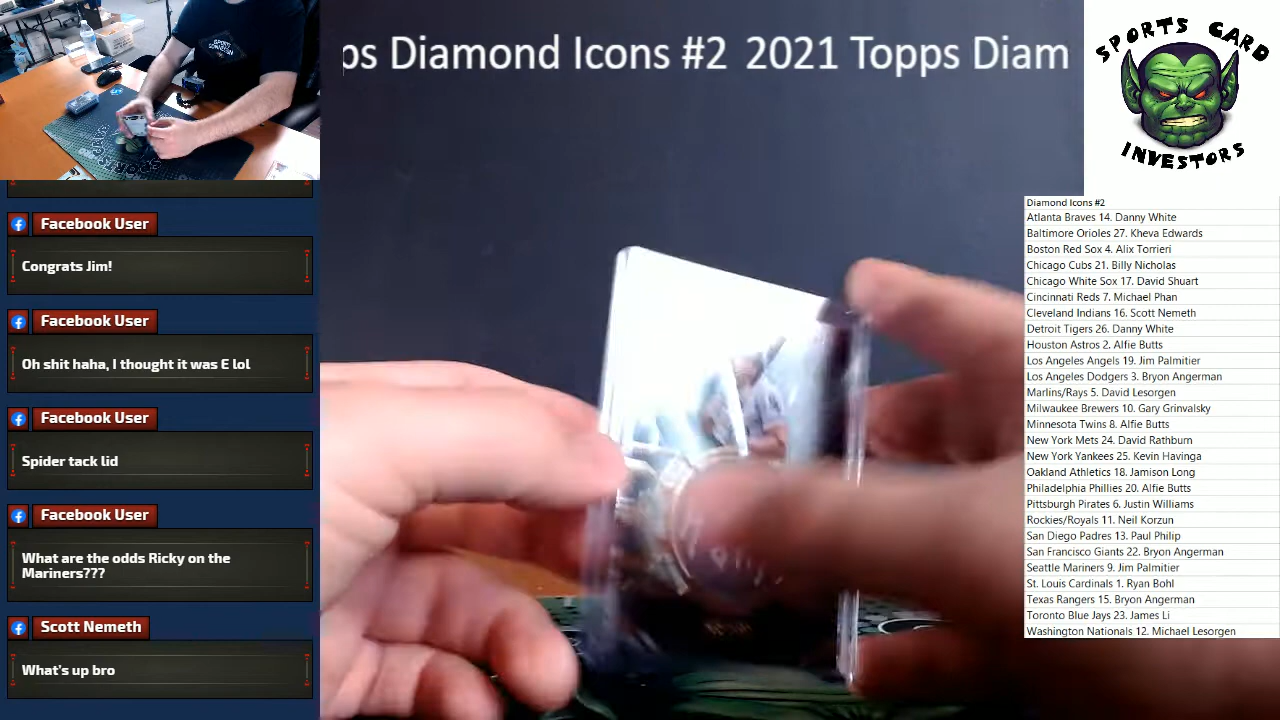 ps Diamond Icons #2 2021 Topps Diam
SPORTS CARD
INVESTORS
Facebook User
Congrats Jim!
Facebook User
Oh shit haha, I thought it was E lol
Facebook User
Spider tack lid
Facebook User
What are the odds Ricky on the
Mariners???
Scott Nemeth
What's up bro
Diamond Icons #2
Atlanta Braves 14. Danny White
Baltimore Orioles 27. Kheva Edwards
Boston Red Sox 4. Alix Torrieri
Chicago Cubs 21. Billy Nicholas
Chicago White Sox 17. David Shuart
Cincinnati Reds 7. Michael Phan
Cleveland Indians 16. Scott Nemeth
Detroit Tigers 26. Danny White
Houston Astros 2. Alfie Butts
Los Angeles Angels 19. Jim Palmitier
Los Angeles Dodgers 3. Bryon Angerman
Marlins/Rays 5. David Lesorgen
Milwaukee Brewers 10. Gary Grinvalsky
Minnesota Twins 8. Alfie Butts
New York Mets 24. David Rathburn
New York Yankees 25. Kevin Havinga
Oakland Athletics 18. Jamison Long
Philadelphia Phillies 20. Alfie Butts
Pittsburgh Pirates 6. Justin Williams
Rockies/Royals 11. Neil Korzun
San Diego Padres 13. Paul Philip
San Francisco Giants 22. Bryon Angerman
Seattle Mariners 9. Jim Palmitier
St. Louis Cardinals 1. Ryan Bohl
Texas Rangers 15. Bryon Angerman
Toronto Blue Jays 23. James Li
Washington Nationals 12. Michael Lesorgen